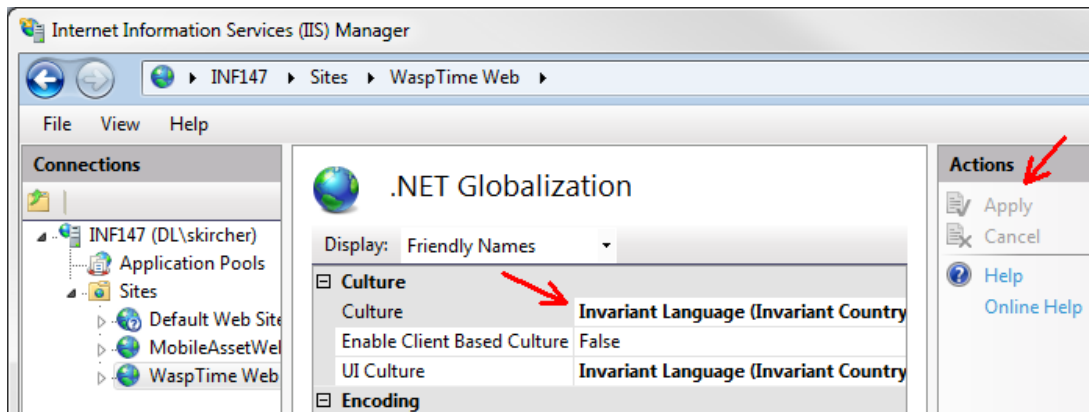 Internet Information Services (IIS) Manager
INF147 Sites WaspTime Web
File View Help
Connections
INF147 (DL\skircher)
Application Pools
Sites
Default Web Site
MobileAssetWel
WaspTime Web
.NET Globalization
Display: Friendly Names
Culture
Culture Invariant Language (Invariant Country
Enable Client Based Culture False
UI Culture Invariant Language (Invariant Country
Encoding
Actions
Apply
Cancel
Help
Online Help